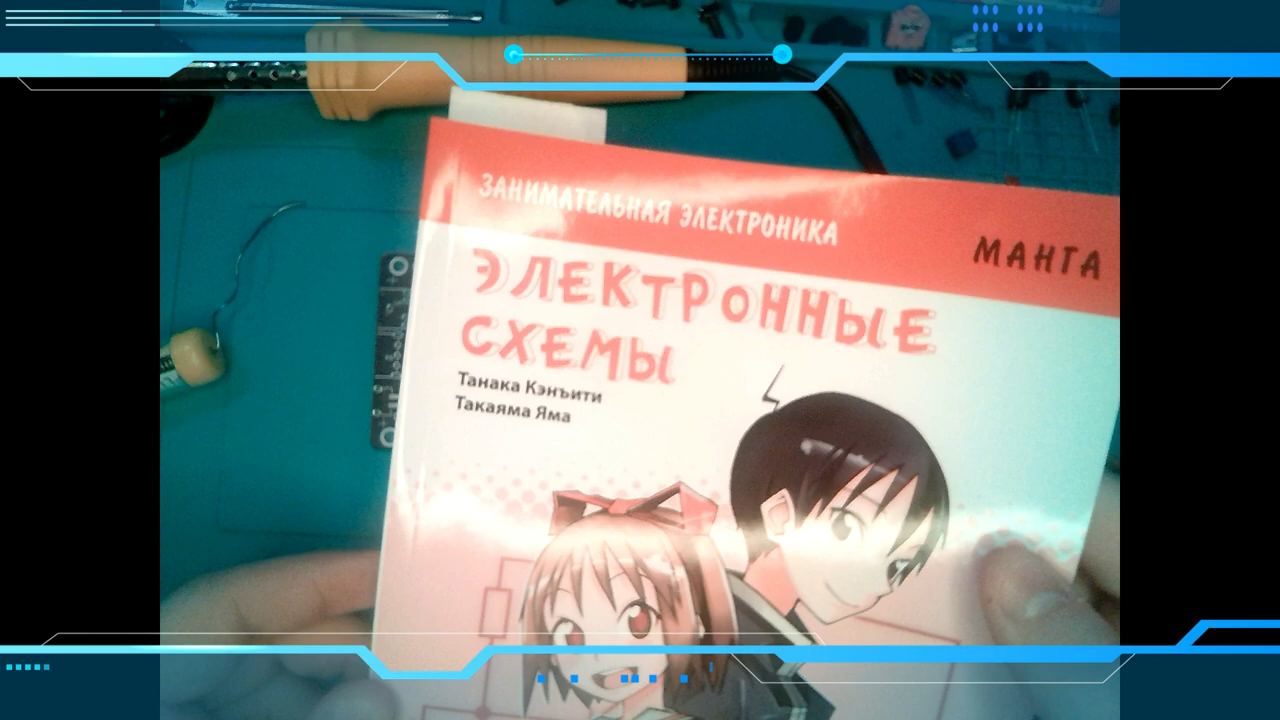 ЗАНИМАТЕЛЬНАЯ ЭЛЕКТРОНИКА
МАНГА
ЭЛЕКТРОННЫЕ
СХЕМЫ
Танака Кэнъити
Такаяма Яма